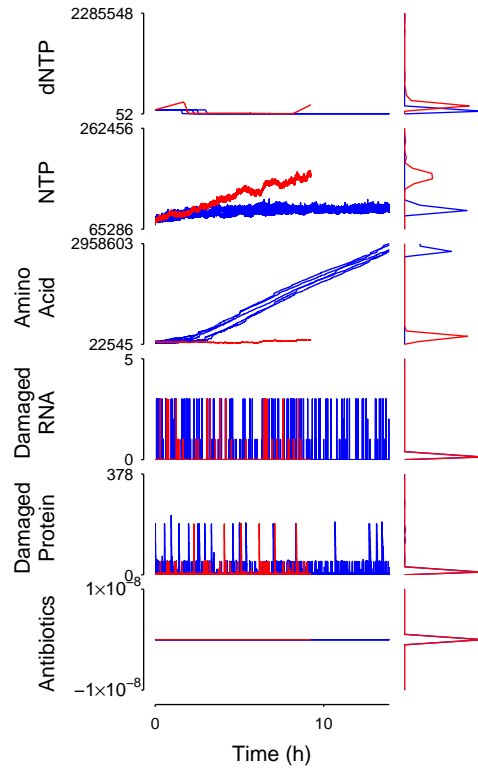 2285548
dNTP
52
262456
NTP
65286
2958603
Amino
Acid
22545
5
Damaged
RNA
0
378
Damaged
Protein
0
1×10⁻⁸
Antibiotics
−1×10⁻⁸
0 10
Time (h)